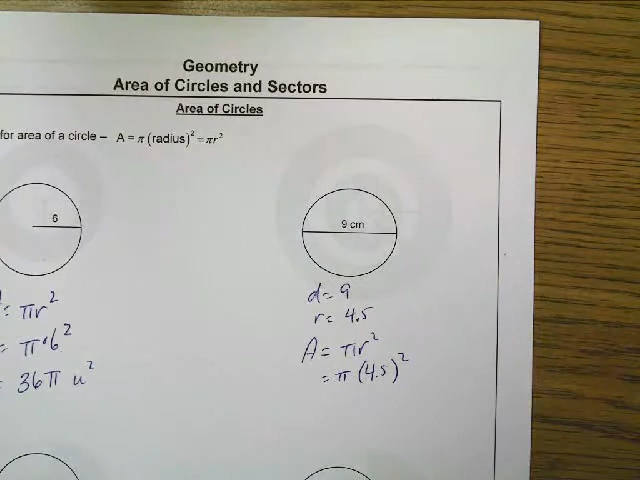 Geometry
Area of Circles and Sectors
Area of Circles
for area of a circle – A = π (radius)² = πr²
6
9 cm
= πr²
= π·6²
= 36π u²
d = 9
r = 4.5
A = πr²
= π (4.5)²